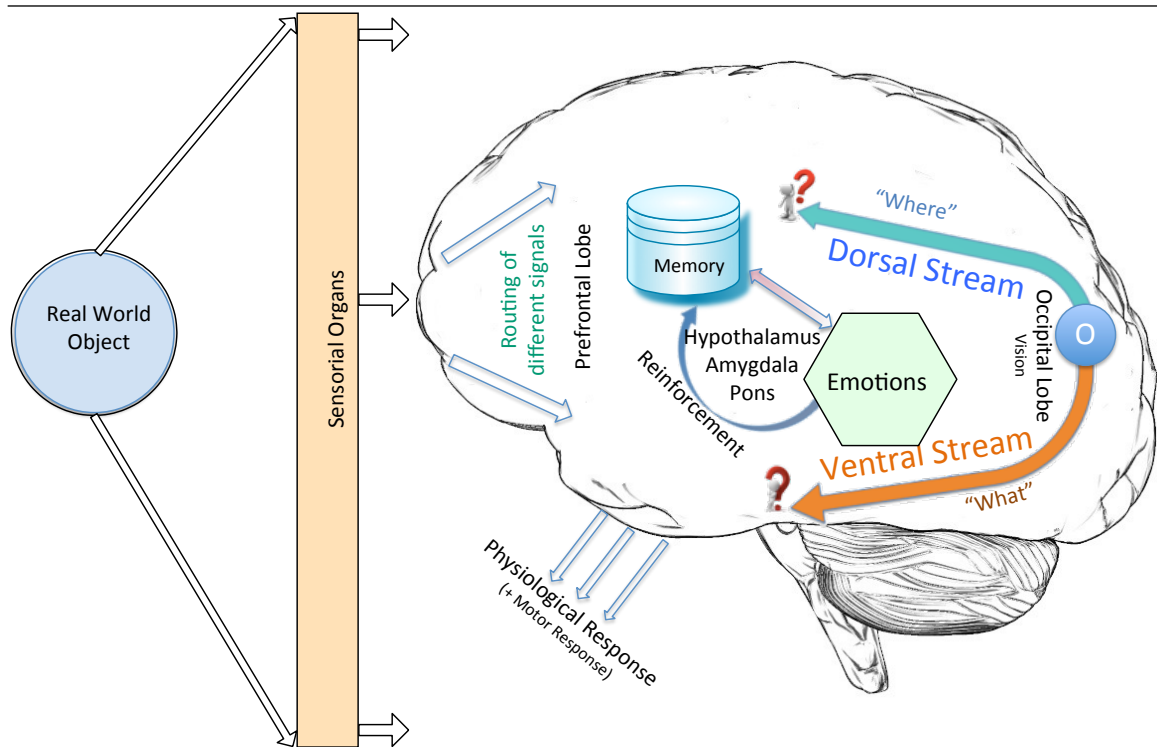 Real World
Object
Sensorial Organs
Routing of
different signals
Prefrontal Lobe
Memory
Hypothalamus
Amygdala
Pons
Reinforcement
Emotions
"Where"
Dorsal Stream
Occipital Lobe
Vision
O
Ventral Stream
"What"
Physiological Response
(+ Motor Response)